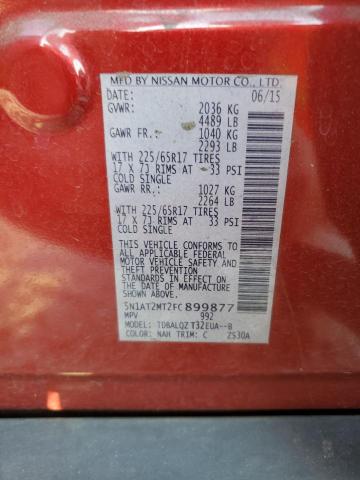 MFD BY NISSAN MOTOR CO., LTD.
DATE: 06/15
GVWR: 2036 KG
4489 LB
GAWR FR.: 1040 KG
2293 LB
WITH 225/65R17 TIRES
17 X 7J RIMS AT 33 PSI
COLD SINGLE
GAWR RR.: 1027 KG
2264 LB
WITH 225/65R17 TIRES
17 X 7J RIMS AT 33 PSI
COLD SINGLE
THIS VEHICLE CONFORMS TO
ALL APPLICABLE FEDERAL
MOTOR VEHICLE SAFETY AND
THEFT PREVENTION
STANDARDS IN EFFECT ON
THE DATE OF MANUFACTURE
SHOWN ABOVE.
5N1AT2MT2FC899877
MPV 992
MODEL: TDBALQZ T32EUA--B
COLOR: NAH TRIM: C ZS30A